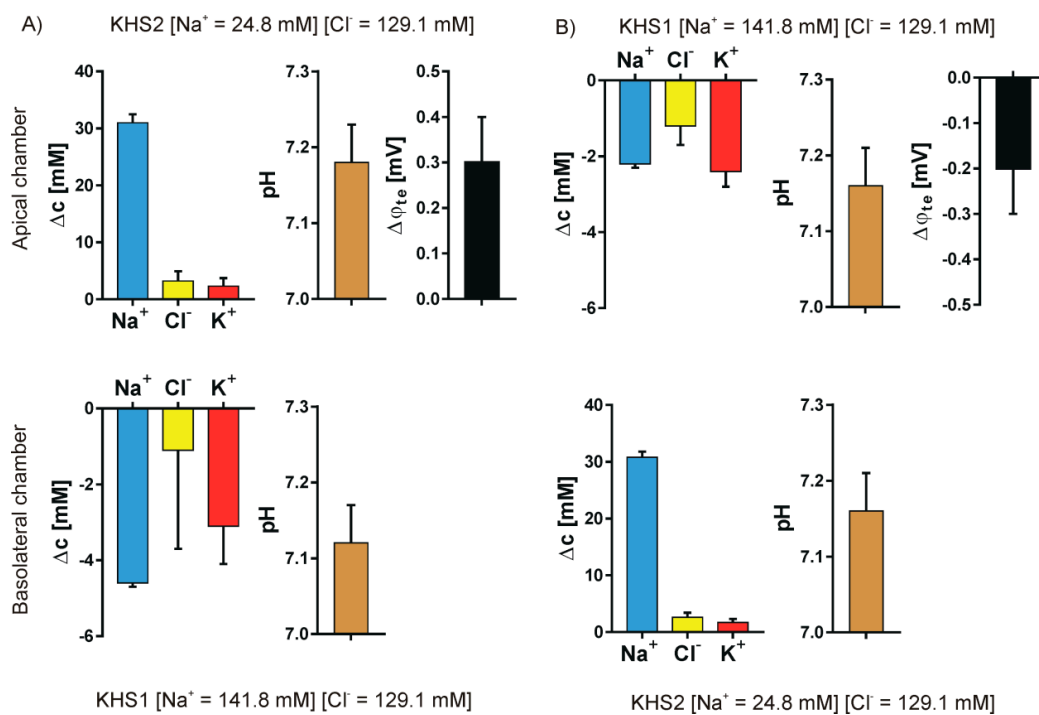 A) KHS2 [Na⁺ = 24.8 mM] [Cl⁻ = 129.1 mM]
Apical chamber
Δc [mM]
40
30
20
10
0
Na⁺ Cl⁻ K⁺
pH
7.3
7.2
7.1
7.0
Δφte [mV]
0.5
0.4
0.3
0.2
0.1
0.0
B) KHS1 [Na⁺ = 141.8 mM] [Cl⁻ = 129.1 mM]
Na⁺ Cl⁻ K⁺
Δc [mM]
0
-2
-4
-6
pH
7.3
7.2
7.1
7.0
Δφte [mV]
0.0
-0.1
-0.2
-0.3
-0.4
-0.5
Basolateral chamber
Na⁺ Cl⁻ K⁺
Δc [mM]
0
-2
-4
-6
pH
7.3
7.2
7.1
7.0
KHS1 [Na⁺ = 141.8 mM] [Cl⁻ = 129.1 mM]
Δc [mM]
40
30
20
10
0
Na⁺ Cl⁻ K⁺
pH
7.3
7.2
7.1
7.0
KHS2 [Na⁺ = 24.8 mM] [Cl⁻ = 129.1 mM]